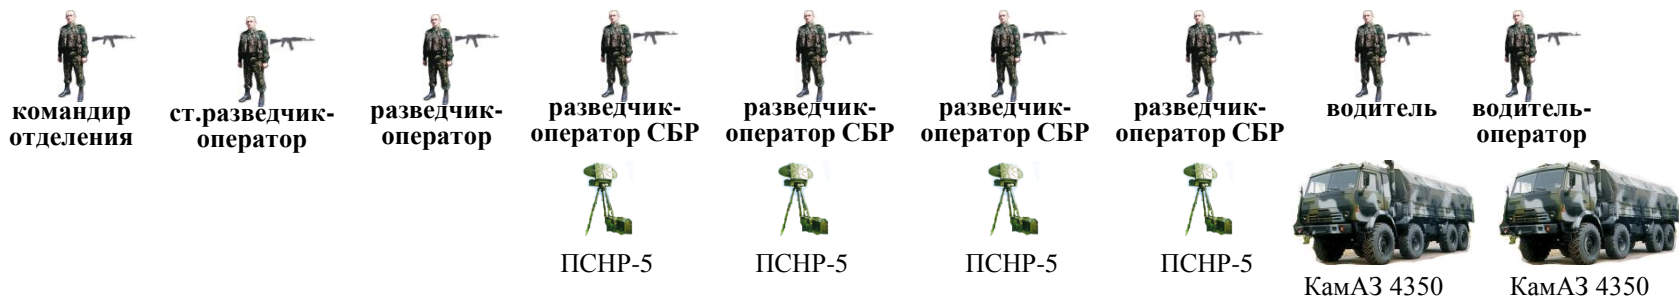 командир
отделения
ст.разведчик-
оператор
разведчик-
оператор
разведчик-
оператор СБР
разведчик-
оператор СБР
разведчик-
оператор СБР
разведчик-
оператор СБР
водитель
водитель-
оператор
ПСНР-5
ПСНР-5
ПСНР-5
ПСНР-5
КамАЗ 4350
КамАЗ 4350